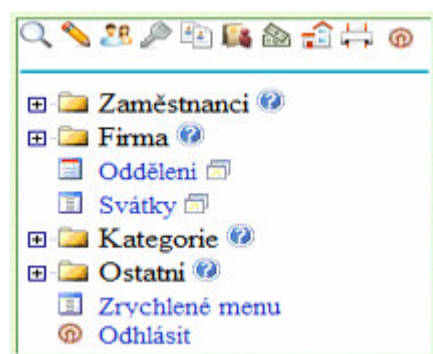 Zaměstnanci
Firma
Odděleni
Svátky
Kategorie
Ostatni
Zrychlené menu
Odhlásit